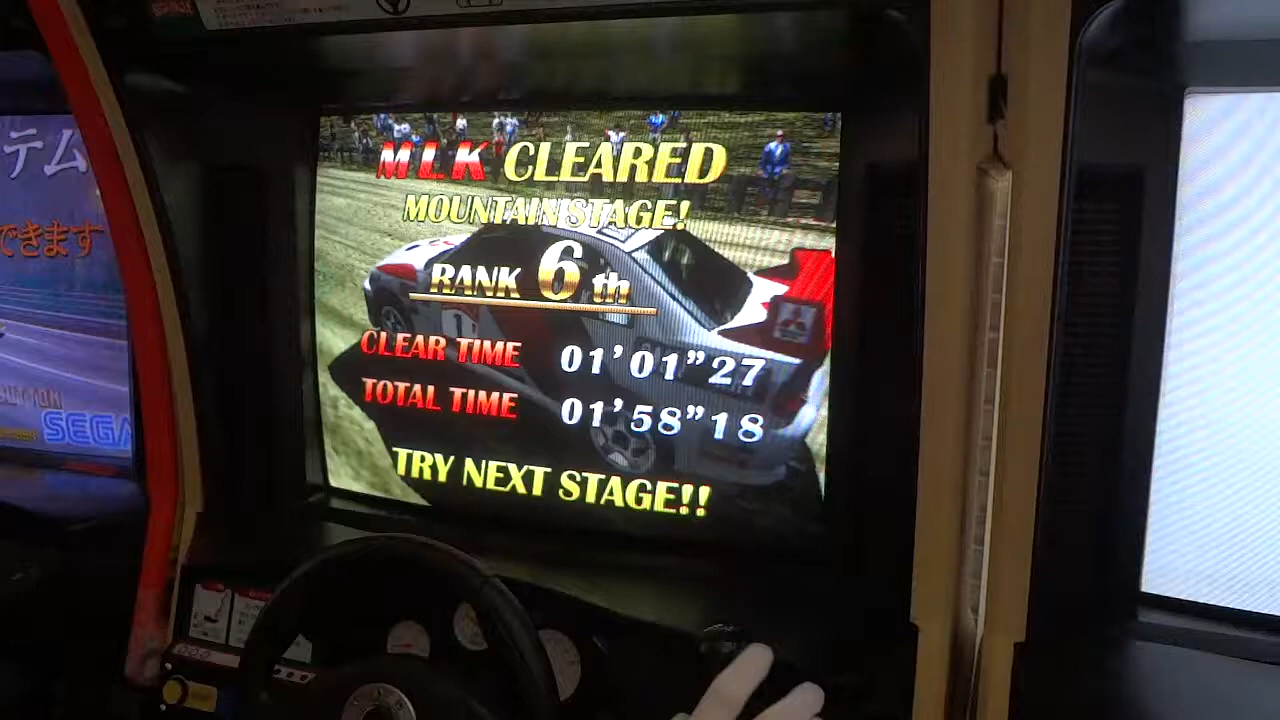 テム
できます
SEGA
MLK CLEARED
MOUNTAIN STAGE!
RANK 6th
1
CLEAR TIME 01'01"27
TOTAL TIME 01'58"18
TRY NEXT STAGE!!